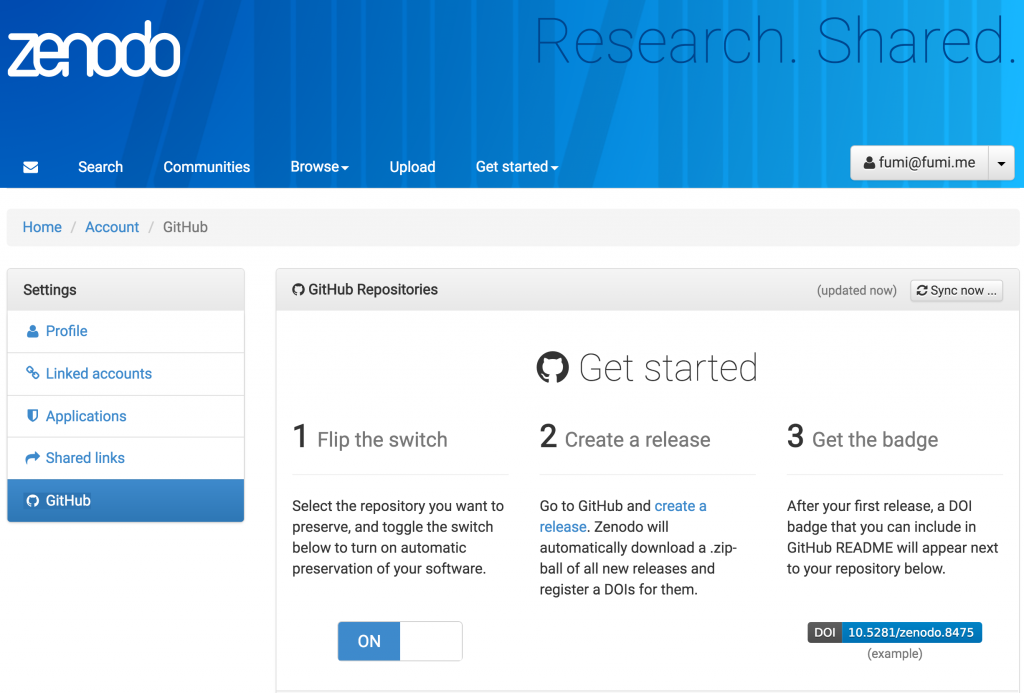 zenodo
Research. Shared.
Search Communities Browse Upload Get started
fumi@fumi.me
Home / Account / GitHub
Settings
Profile
Linked accounts
Applications
Shared links
GitHub
GitHub Repositories
(updated now)
Sync now ...
Get started
1 Flip the switch
Select the repository you want to
preserve, and toggle the switch
below to turn on automatic
preservation of your software.
ON
2 Create a release
Go to GitHub and create a
release. Zenodo will
automatically download a .zip-
ball of all new releases and
register a DOIs for them.
3 Get the badge
After your first release, a DOI
badge that you can include in
GitHub README will appear next
to your repository below.
DOI 10.5281/zenodo.8475
(example)